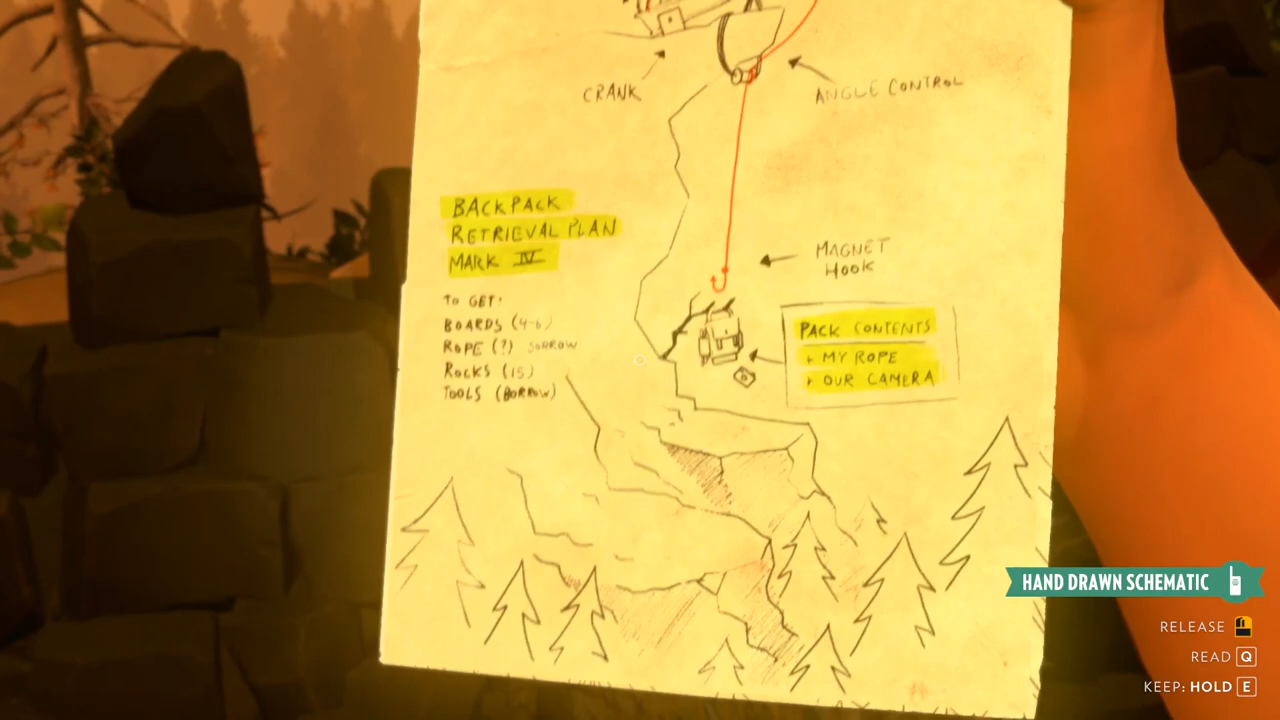 CRANK
ANGLE CONTROL
BACKPACK
RETRIEVAL PLAN
MARK IV
MAGNET
HOOK
TO GET:
BOARDS (4-6)
ROPE (?) BORROW
ROCKS (15)
TOOLS (BORROW)
PACK CONTENTS
MY ROPE
OUR CAMERA
HAND DRAWN SCHEMATIC
RELEASE
READ Q
KEEP: HOLD E